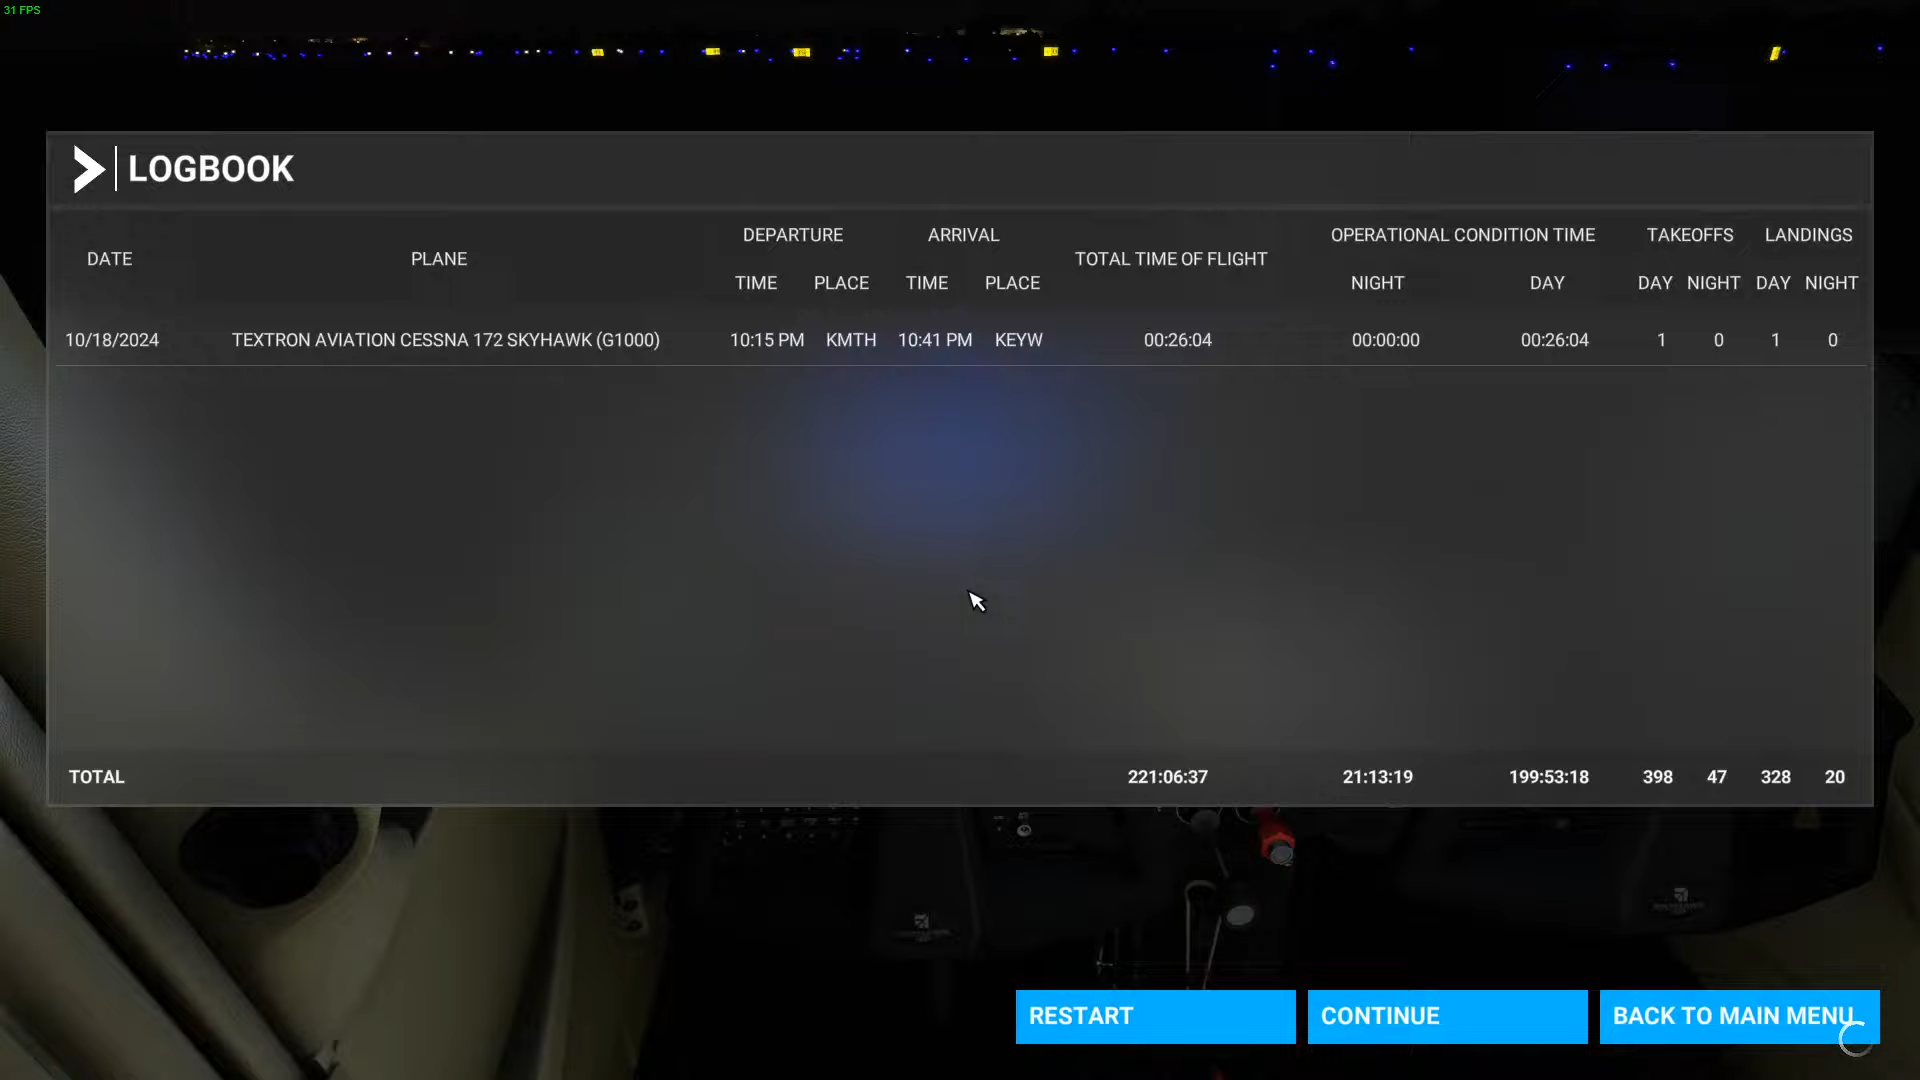 31 FPS
LOGBOOK
DEPARTURE ARRIVAL OPERATIONAL CONDITION TIME TAKEOFFS LANDINGS
DATE PLANE TOTAL TIME OF FLIGHT
TIME PLACE TIME PLACE NIGHT DAY DAY NIGHT DAY NIGHT
10/18/2024 TEXTRON AVIATION CESSNA 172 SKYHAWK (G1000) 10:15 PM KMTH 10:41 PM KEYW 00:26:04 00:00:00 00:26:04 1 0 1 0
TOTAL 221:06:37 21:13:19 199:53:18 398 47 328 20
RESTART CONTINUE BACK TO MAIN MENU